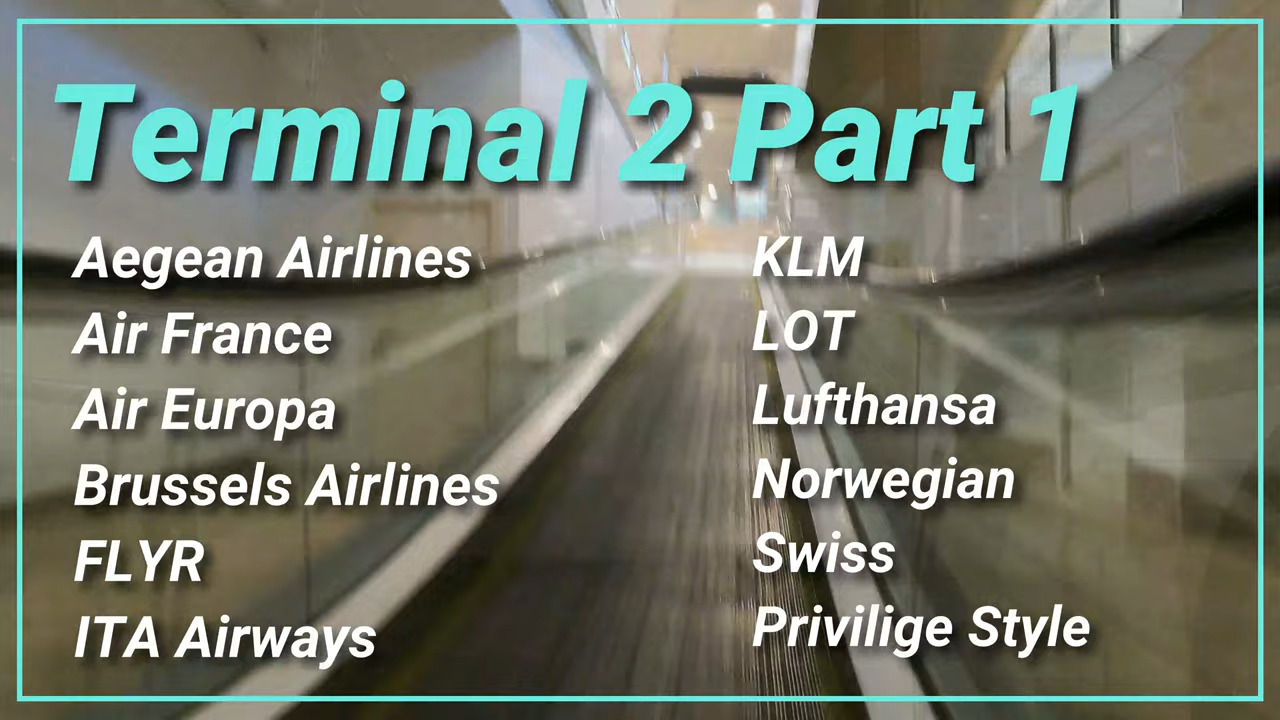 Terminal 2 Part 1
Aegean Airlines
Air France
Air Europa
Brussels Airlines
FLYR
ITA Airways
KLM
LOT
Lufthansa
Norwegian
Swiss
Privilige Style